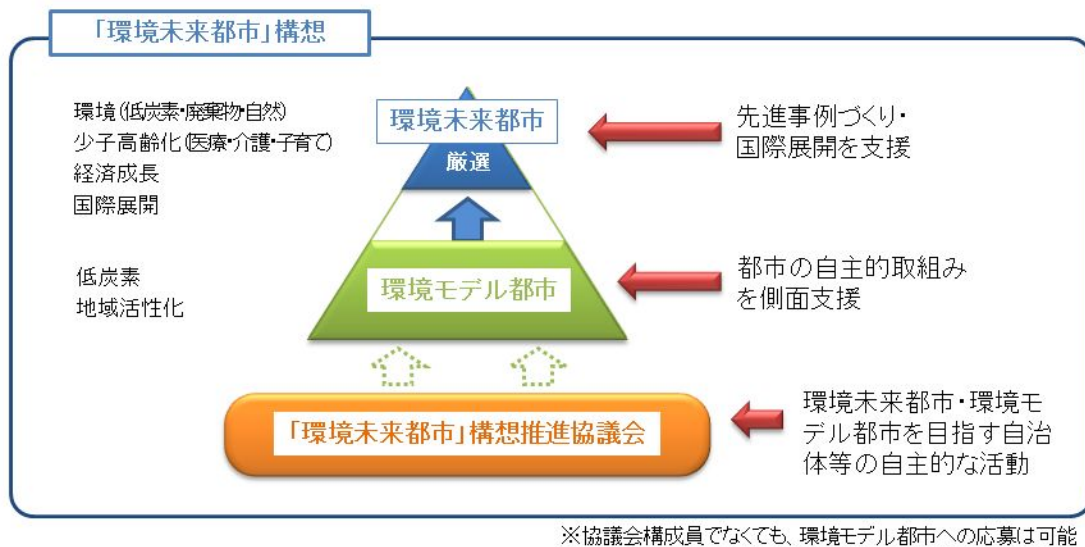 「環境未来都市」構想
環境(低炭素・廃棄物・自然)
少子高齢化(医療・介護・子育て)
経済成長
国際展開
環境未来都市
厳選
先進事例づくり・
国際展開を支援
低炭素
地域活性化
環境モデル都市
都市の自主的取組み
を側面支援
「環境未来都市」構想推進協議会
環境未来都市・環境モ
デル都市を目指す自治
体等の自主的な活動
※協議会構成員でなくても、環境モデル都市への応募は可能